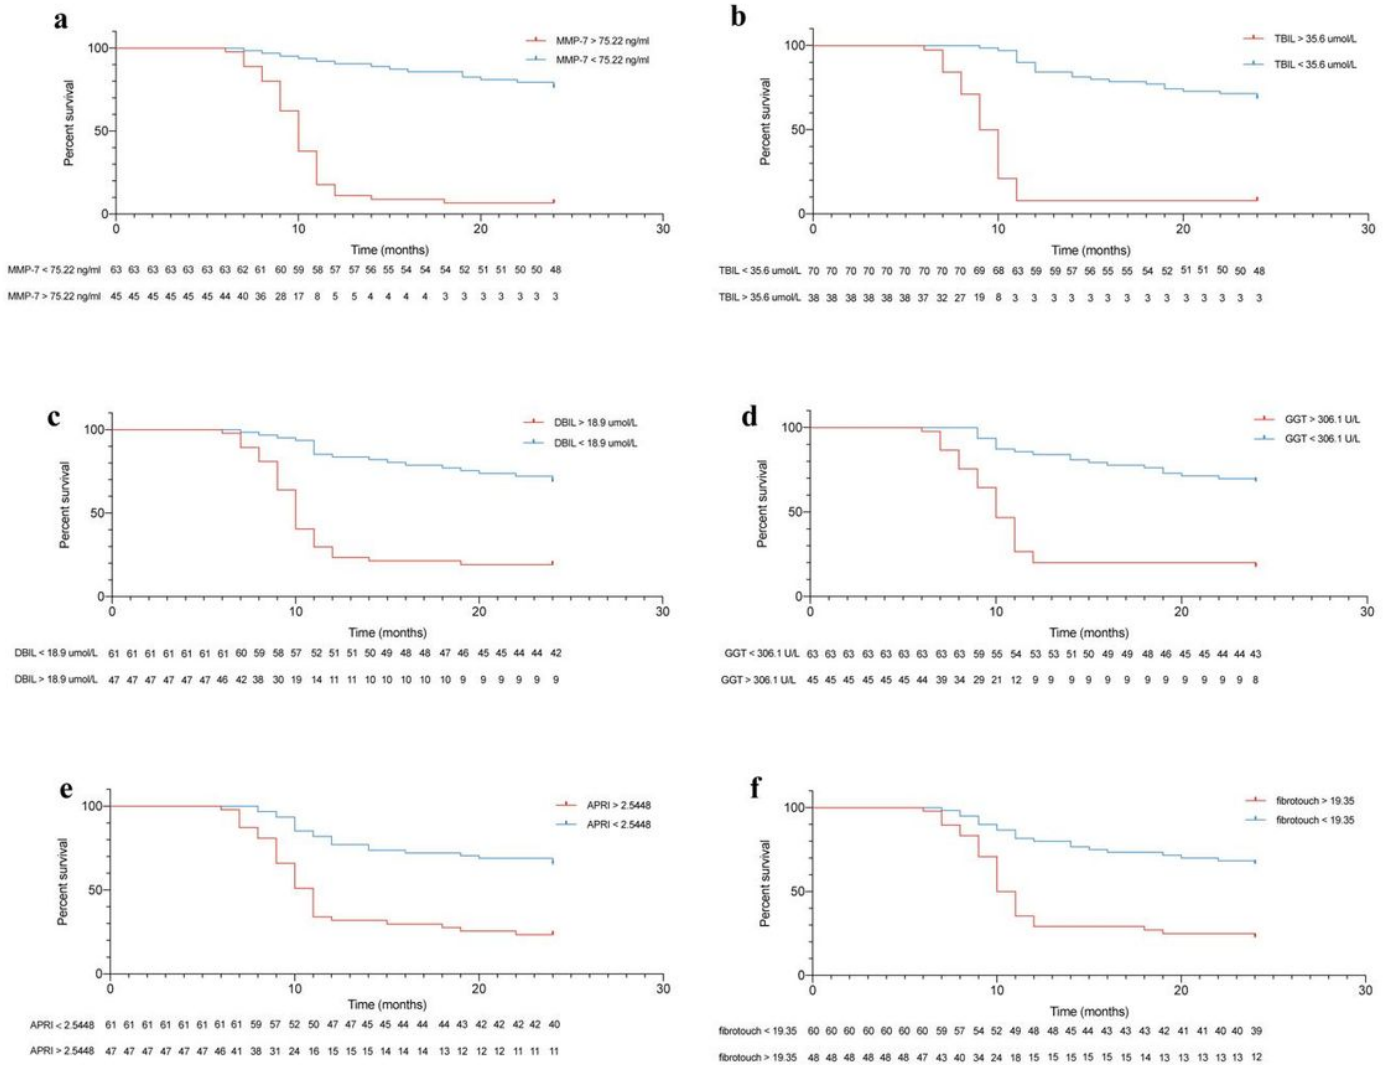 a
MMP-7 > 75.22 ng/ml
MMP-7 < 75.22 ng/ml
100
50
0
Percent survival
0 10 20 30
Time (months)
MMP-7 < 75.22 ng/ml 63 63 63 63 63 63 63 62 61 60 59 58 57 57 56 55 54 54 54 52 51 51 50 50 48
MMP-7 > 75.22 ng/ml 45 45 45 45 45 45 44 40 36 28 17 8 5 5 4 4 4 4 3 3 3 3 3 3 3
b
TBIL > 35.6 umol/L
TBIL < 35.6 umol/L
100
50
0
Percent survival
0 10 20 30
Time (months)
TBIL < 35.6 umol/L 70 70 70 70 70 70 70 70 70 69 68 63 59 59 57 56 55 55 54 52 51 51 50 50 48
TBIL > 35.6 umol/L 38 38 38 38 38 38 37 32 27 19 8 3 3 3 3 3 3 3 3 3 3 3 3 3 3
c
DBIL > 18.9 umol/L
DBIL < 18.9 umol/L
100
50
0
Percent survival
0 10 20 30
Time (months)
DBIL < 18.9 umol/L 61 61 61 61 61 61 61 60 59 58 57 52 51 51 50 49 48 48 47 46 45 45 44 44 42
DBIL > 18.9 umol/L 47 47 47 47 47 47 46 42 38 30 19 14 11 11 10 10 10 10 10 9 9 9 9 9 9
d
GGT > 306.1 U/L
GGT < 306.1 U/L
100
50
0
Percent survival
0 10 20 30
Time (months)
GGT < 306.1 U/L 63 63 63 63 63 63 63 63 63 59 55 54 53 53 51 50 49 49 48 46 45 45 44 44 43
GGT > 306.1 U/L 45 45 45 45 45 45 44 39 34 29 21 12 9 9 9 9 9 9 9 9 9 9 9 9 8
e
APRI > 2.5448
APRI < 2.5448
100
50
0
Percent survival
0 10 20 30
Time (months)
APRI < 2.5448 61 61 61 61 61 61 61 61 59 57 52 50 47 47 45 45 44 44 44 43 42 42 42 42 40
APRI > 2.5448 47 47 47 47 47 47 46 41 38 31 24 16 15 15 15 14 14 14 13 12 12 12 11 11 11
f
fibrotouch > 19.35
fibrotouch < 19.35
100
50
0
Percent survival
0 10 20 30
Time (months)
fibrotouch < 19.35 60 60 60 60 60 60 60 59 57 54 52 49 48 48 45 44 43 43 43 42 41 41 40 40 39
fibrotouch > 19.35 48 48 48 48 48 48 47 43 40 34 24 18 15 15 15 15 15 15 14 13 13 13 13 13 12